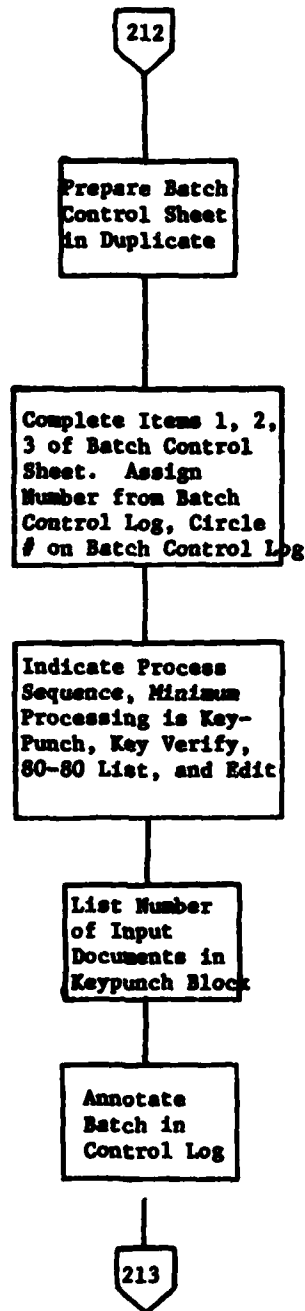 212
Prepare Batch
Control Sheet
in Duplicate
Complete Items 1, 2,
3 of Batch Control
Sheet. Assign
Number from Batch
Control Log, Circle
# on Batch Control Log
Indicate Process
Sequence, Minimum
Processing is Key-
Punch, Key Verify,
80-80 List, and Edit
List Number
of Input
Documents in
Keypunch Block
Annotate
Batch in
Control Log
213